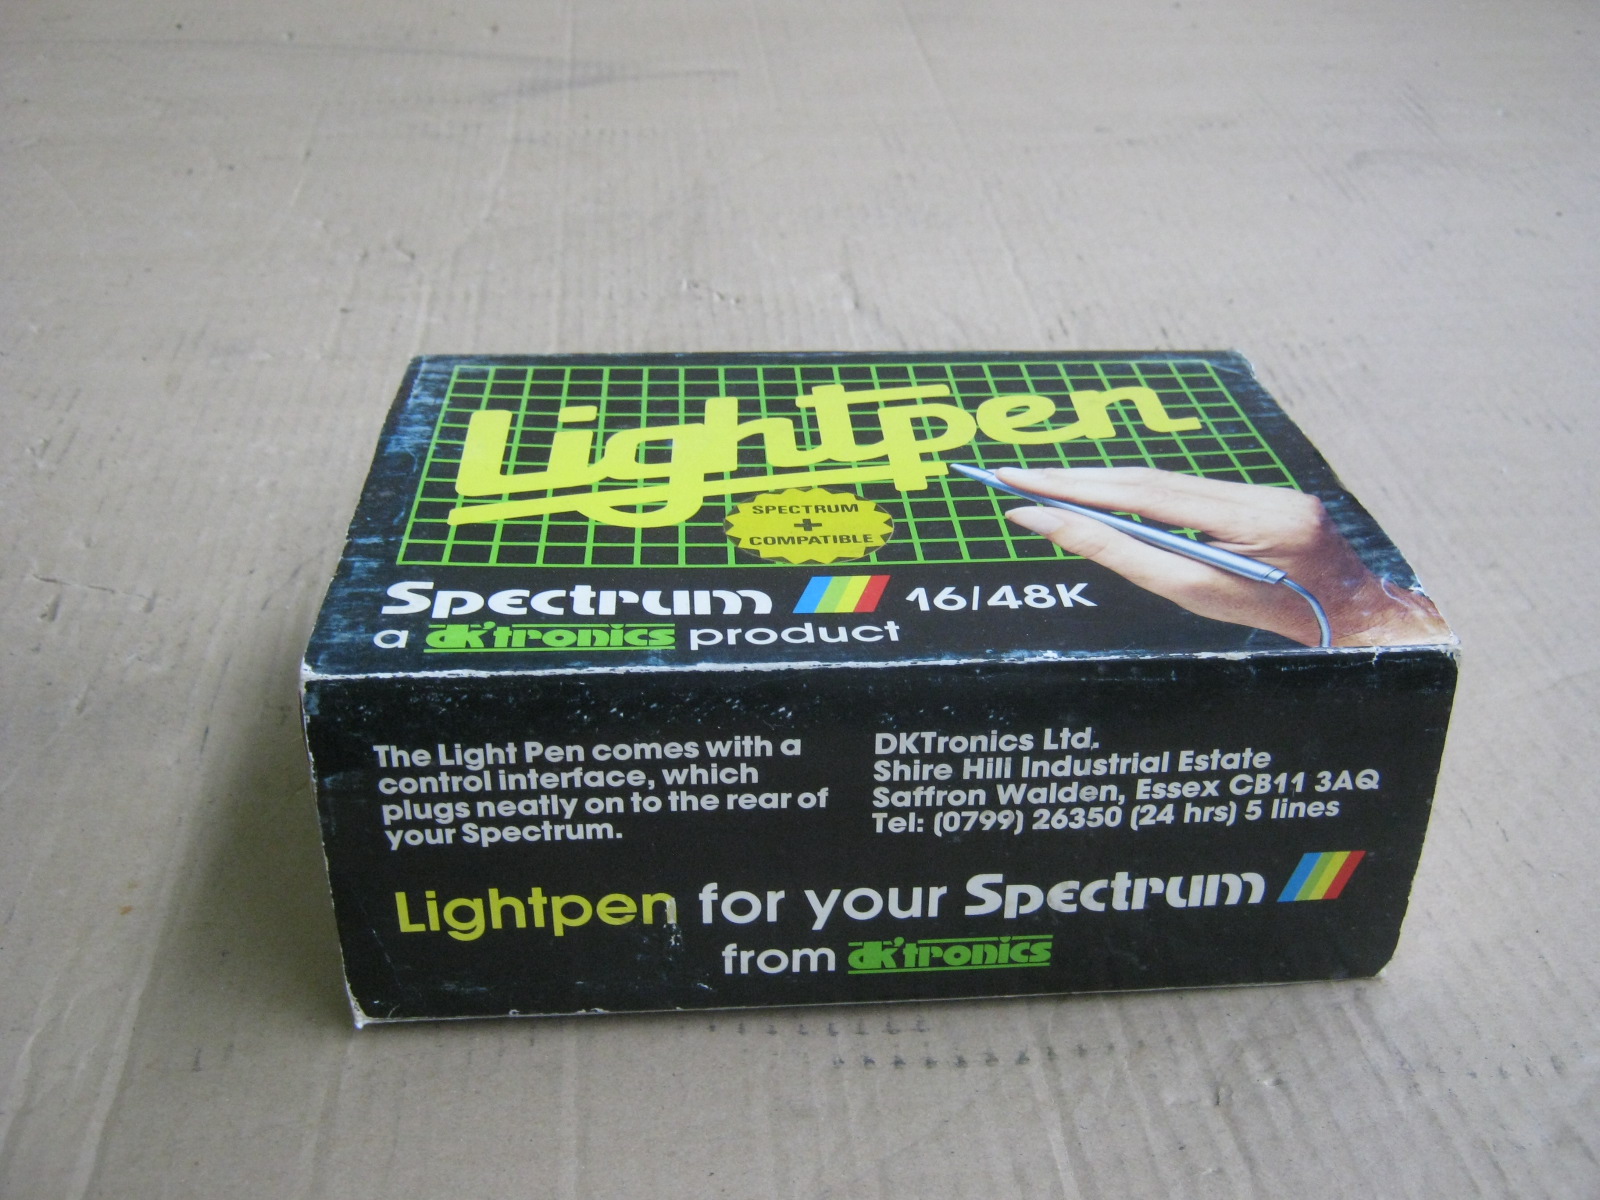 Lightpen
SPECTRUM
+
COMPATIBLE
Spectrum 16/48K
a dk'tronics product
The Light Pen comes with a
control interface, which
plugs neatly on to the rear of
your Spectrum.
DKTronics Ltd.
Shire Hill Industrial Estate
Saffron Walden, Essex CB11 3AQ
Tel: (0799) 26350 (24 hrs) 5 lines
Lightpen for your Spectrum
from dk'tronics